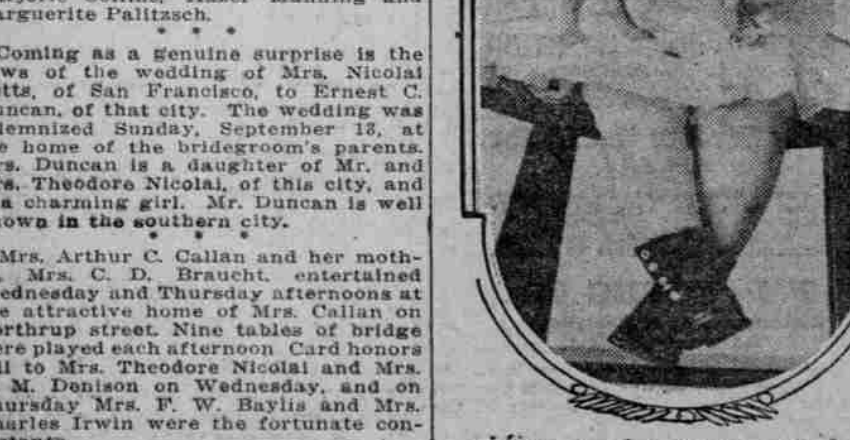 arguerite Palitzsch.
* * *
Coming as a genuine surprise is the
ws of the wedding of Mrs. Nicolai
tts, of San Francisco, to Ernest C.
uncan, of that city. The wedding was
lemnized Sunday, September 13, at
e home of the bridegroom's parents.
rs. Duncan is a daughter of Mr. and
rs. Theodore Nicolai, of this city, and
a charming girl. Mr. Duncan is well
nown in the southern city.
* * *
Mrs. Arthur C. Callan and her moth-
. Mrs. C. D. Braucht, entertained
ednesday and Thursday afternoons at
e attractive home of Mrs. Callan on
orthrup street. Nine tables of bridge
ere played each afternoon Card honors
ll to Mrs. Theodore Nicolai and Mrs.
M. Denison on Wednesday, and on
hursday Mrs. F. W. Baylis and Mrs.
harles Irwin were the fortunate con-